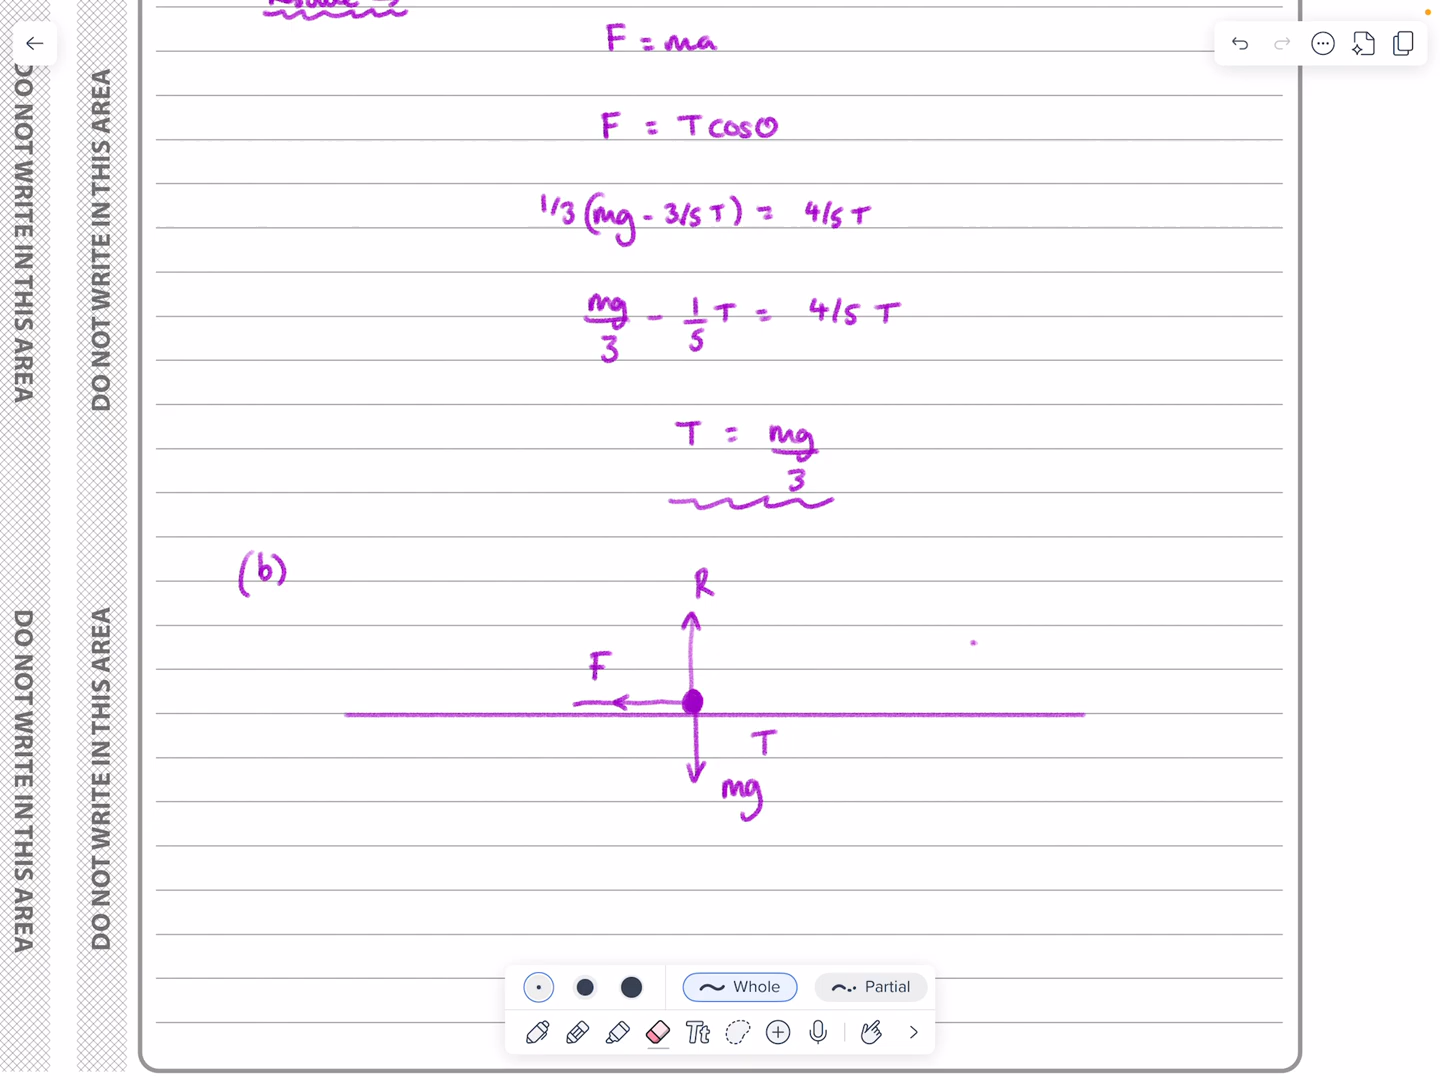 Resolve →
F = ma
F = T cosθ
1/3 (mg - 3/5 T) = 4/5 T
mg/3 - 1/5 T = 4/5 T
T = mg/3
(b)
R
F
T
mg
DO NOT WRITE IN THIS AREA
DO NOT WRITE IN THIS AREA
DO NOT WRITE IN THIS AREA
DO NOT WRITE IN THIS AREA
Whole
Partial
Tt